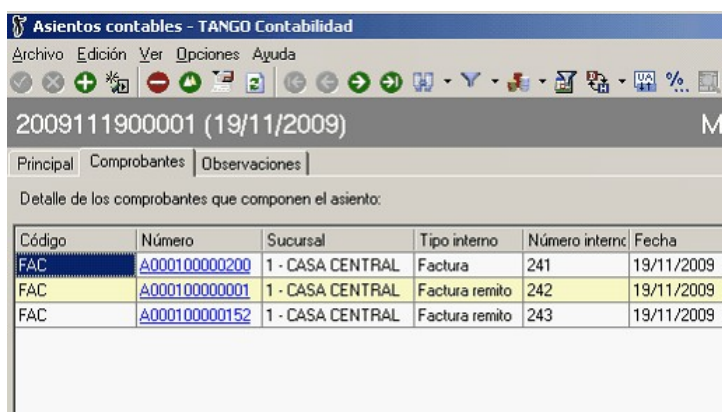 Asientos contables - TANGO Contabilidad
Archivo Edición Ver Opciones Ayuda
2009111900001 (19/11/2009) M
Principal Comprobantes Observaciones
Detalle de los comprobantes que componen el asiento:
Código Número Sucursal Tipo interno Número interno Fecha
FAC A000100000200 1 - CASA CENTRAL Factura 241 19/11/2009
FAC A000100000001 1 - CASA CENTRAL Factura remito 242 19/11/2009
FAC A000100000152 1 - CASA CENTRAL Factura remito 243 19/11/2009